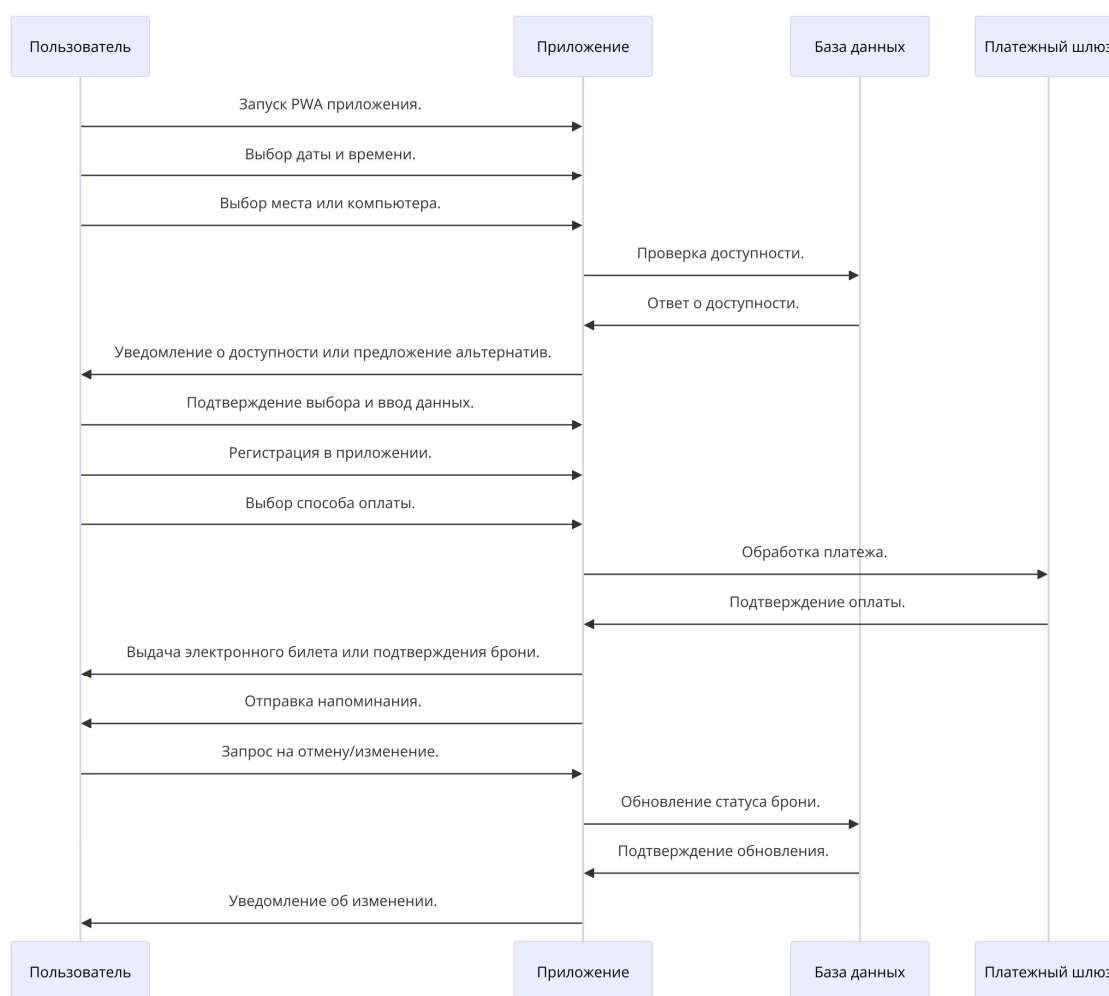 Пользователь
Приложение
База данных
Платежный шлюз
Запуск PWA приложения.
Выбор даты и времени.
Выбор места или компьютера.
Проверка доступности.
Ответ о доступности.
Уведомление о доступности или предложение альтернатив.
Подтверждение выбора и ввод данных.
Регистрация в приложении.
Выбор способа оплаты.
Обработка платежа.
Подтверждение оплаты.
Выдача электронного билета или подтверждения брони.
Отправка напоминания.
Запрос на отмену/изменение.
Обновление статуса брони.
Подтверждение обновления.
Уведомление об изменении.
Пользователь
Приложение
База данных
Платежный шлюз